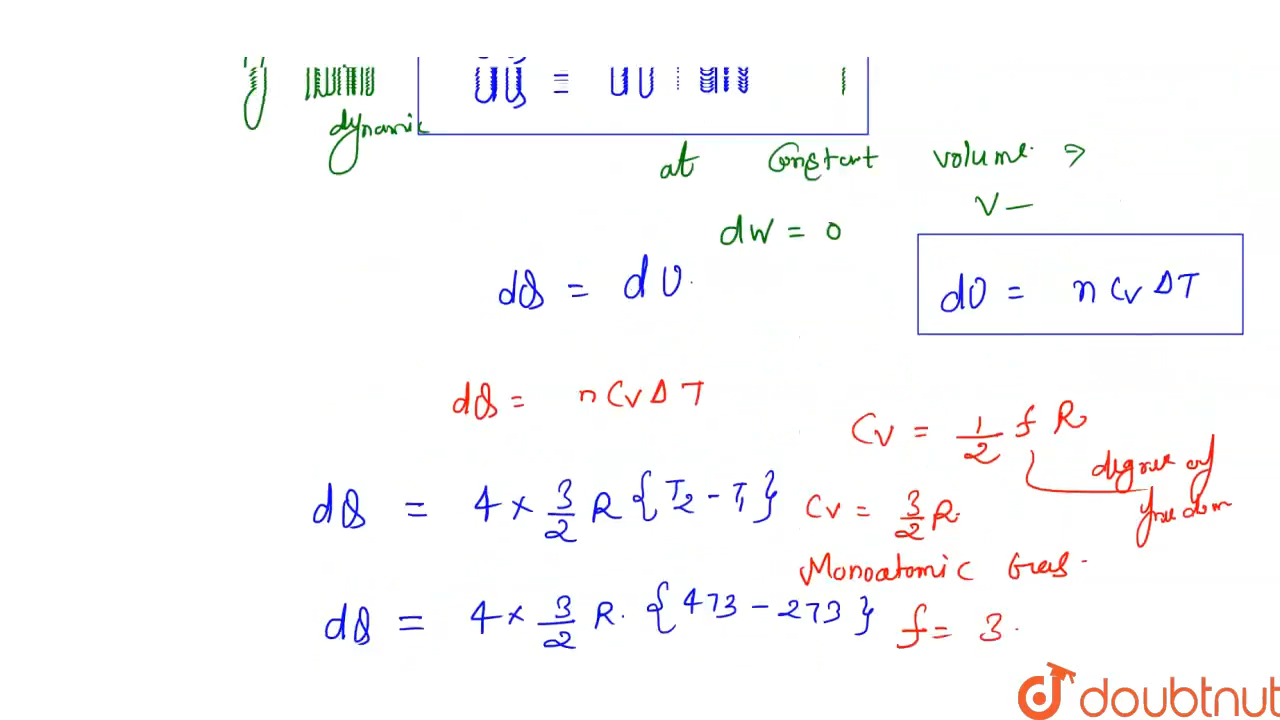 dynamic
at Constant volume ⇒
V –
dW = 0
dQ = dU.
dU = n Cv ΔT
dQ = n Cv Δ T
Cv = 1/2 f R
degree of freedom
dQ = 4 × 3/2 R {T2 - T1}
Cv = 3/2 R.
Monoatomic Gas.
dQ = 4 × 3/2 R. {473 - 273}
f = 3.
doubtnut